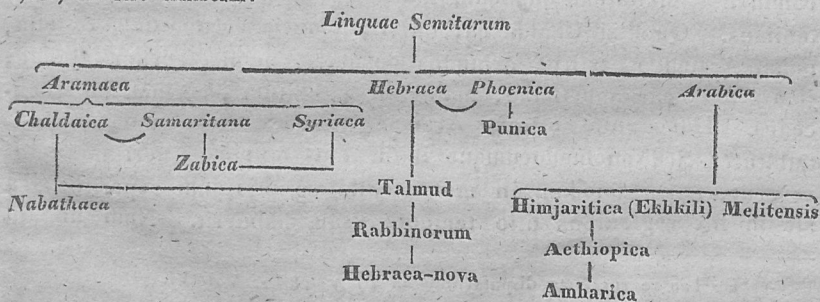 Linguae Semitarum
Aramaea Hebraea Phoenica Arabica
Chaldaica Samaritana Syriaca Punica
Zabica
Nabathaea Talmud Himjaritica (Ekhkili) Melitensis
Rabbinorum Aethiopica
Hebraea-nova Amharica